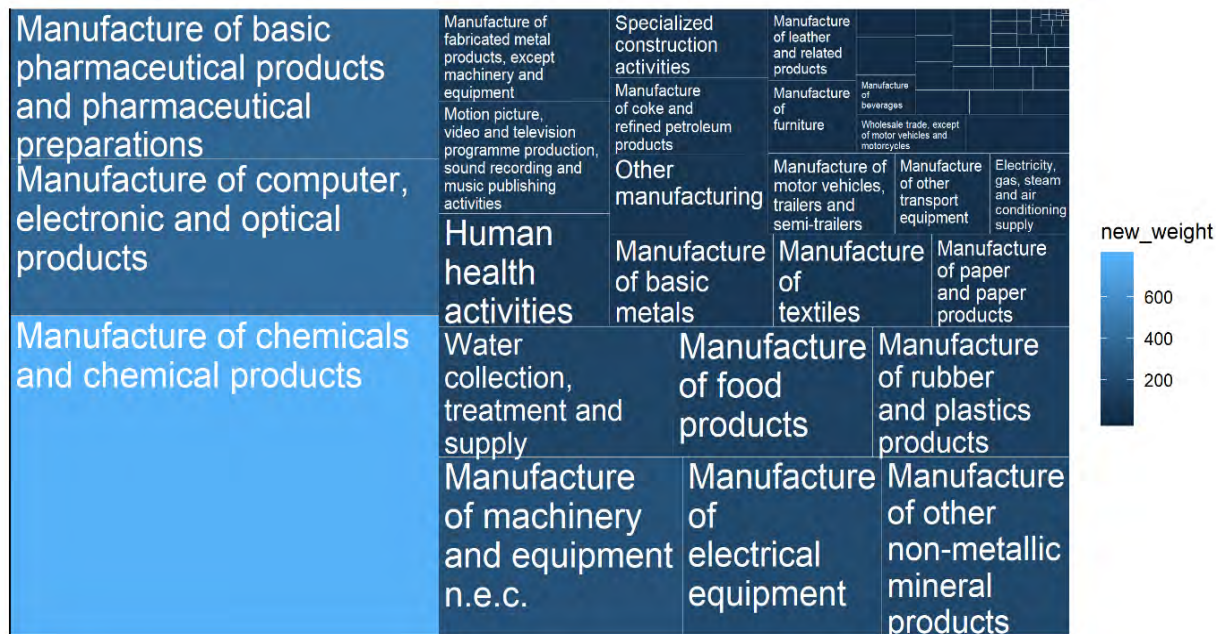 Manufacture of basic
pharmaceutical products
and pharmaceutical
preparations
Manufacture of computer,
electronic and optical
products
Manufacture of chemicals
and chemical products
Manufacture of
fabricated metal
products, except
machinery and
equipment
Motion picture,
video and television
programme production,
sound recording and
music publishing
activities
Human
health
activities
Specialized
construction
activities
Manufacture
of coke and
refined petroleum
products
Other
manufacturing
Manufacture
of basic
metals
Manufacture
of leather
and related
products
Manufacture
of
furniture
Manufacture
of
beverages
Wholesale trade, except
of motor vehicles and
motorcycles
Manufacture of
motor vehicles,
trailers and
semi-trailers
Manufacture
of other
transport
equipment
Electricity,
gas, steam
and air
conditioning
supply
Manufacture
of
textiles
Manufacture
of paper
and paper
products
Water
collection,
treatment and
supply
Manufacture
of food
products
Manufacture
of rubber
and plastics
products
Manufacture
of machinery
and equipment
n.e.c.
Manufacture
of
electrical
equipment
Manufacture
of other
non-metallic
mineral
products
new_weight
600
400
200